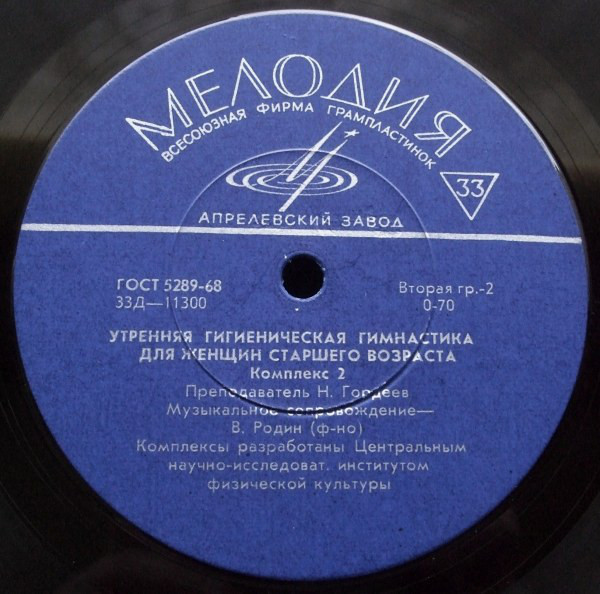 МЕЛОДИЯ
ВСЕСОЮЗНАЯ ФИРМА ГРАМПЛАСТИНОК
33
АПРЕЛЕВСКИЙ ЗАВОД
ГОСТ 5289-68
33Д—11300
Вторая гр.-2
0-70
УТРЕННЯЯ ГИГИЕНИЧЕСКАЯ ГИМНАСТИКА
ДЛЯ ЖЕНЩИН СТАРШЕГО ВОЗРАСТА
Комплекс 2
Преподаватель Н. Гордеев
Музыкальное сопровождение—
В. Родин (ф-но)
Комплексы разработаны Центральным
научно-исследоват. институтом
физической культуры